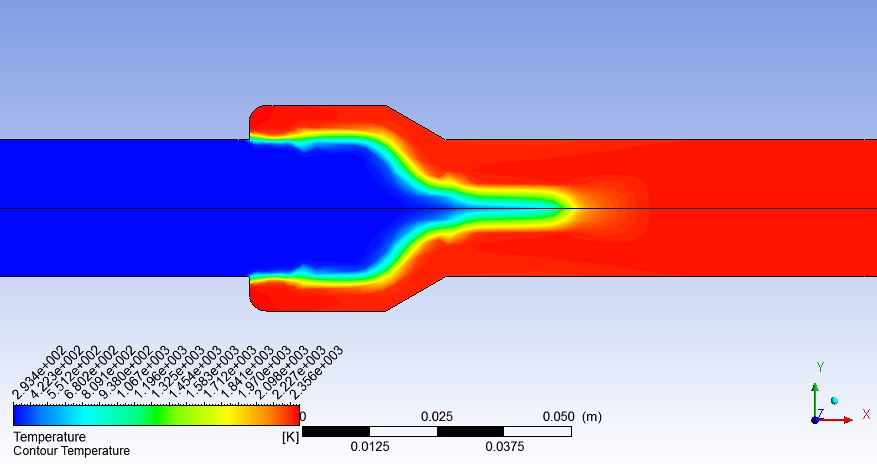 2.934e+002
4.223e+002
5.512e+002
6.802e+002
8.091e+002
9.380e+002
1.067e+003
1.196e+003
1.325e+003
1.454e+003
1.583e+003
1.712e+003
1.841e+003
1.970e+003
2.098e+003
2.227e+003
2.356e+003
Temperature [K]
Contour Temperature
0 0.025 0.050 (m)
0.0125 0.0375
Y
Z X